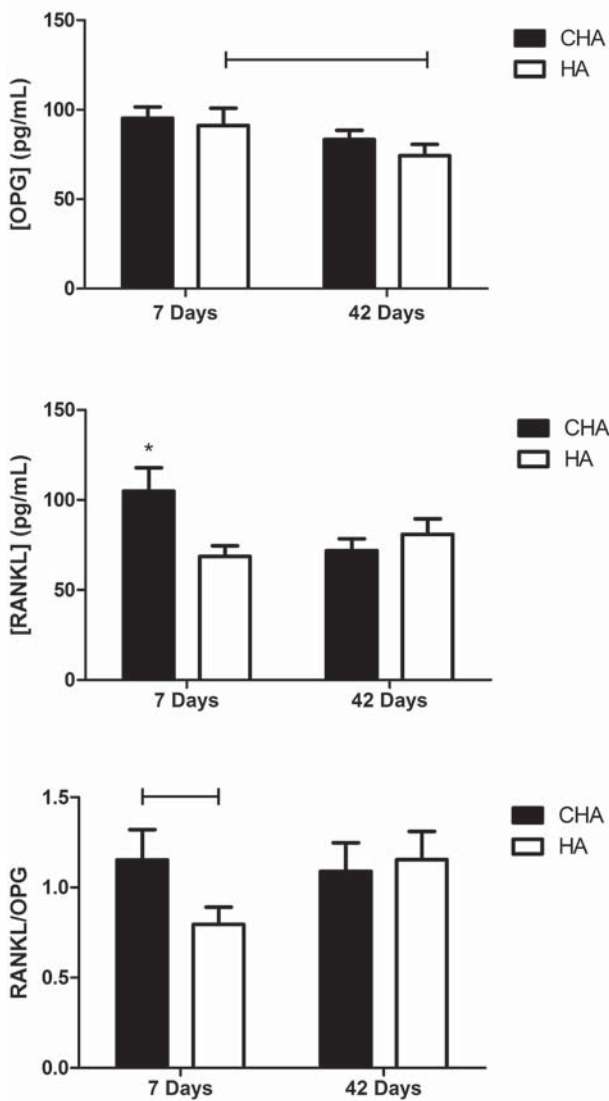 150
100
50
0
[OPG] (pg/mL)
7 Days
42 Days
CHA
HA
150
100
50
0
[RANKL] (pg/mL)
*
7 Days
42 Days
CHA
HA
1.5
1.0
0.5
0.0
RANKL/OPG
7 Days
42 Days
CHA
HA